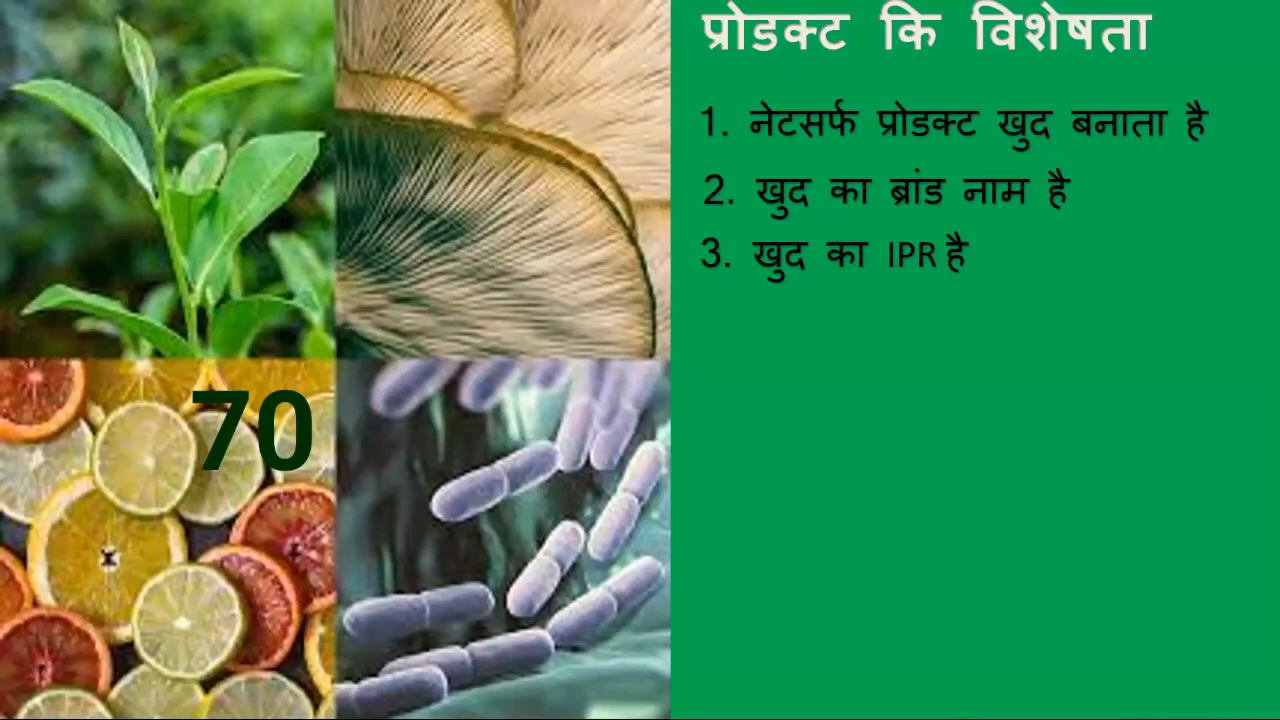 प्रोडक्ट कि विशेषता
1. नेटसर्फ प्रोडक्ट खुद बनाता है
2. खुद का ब्रांड नाम है
3. खुद का IPR है
70